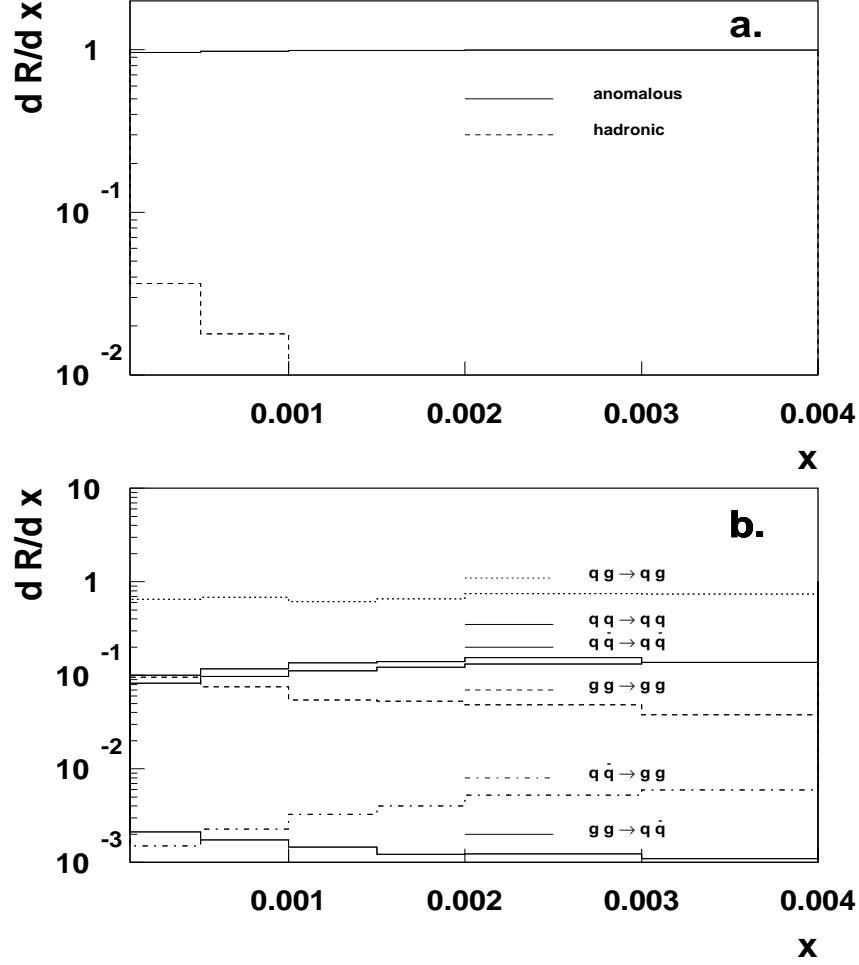 a.
d R/d x
1
anomalous
hadronic
10⁻¹
10⁻²
0.001 0.002 0.003 0.004
x
b.
d R/d x
10
1
q g → q g
q q → q q
q q̄ → q q̄
10⁻¹
g g → g g
q q̄ → g g
10⁻²
g g → q q̄
10⁻³
0.001 0.002 0.003 0.004
x